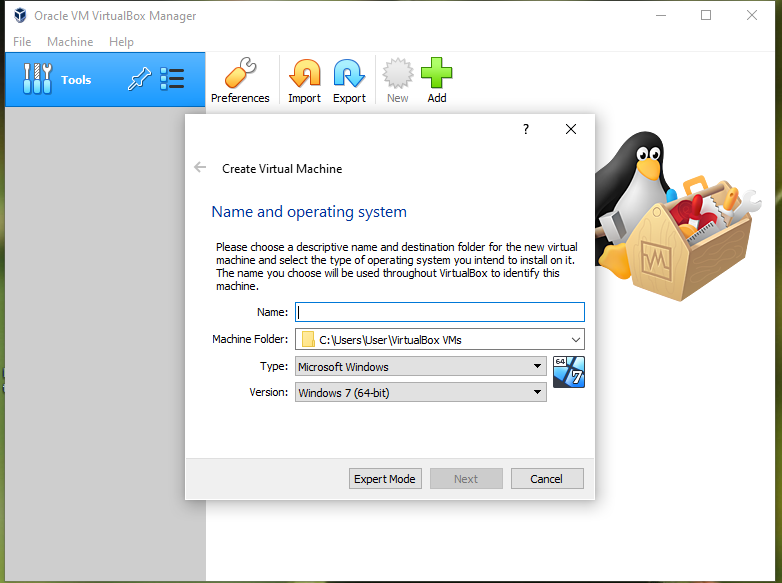 Oracle VM VirtualBox Manager
File Machine Help
Tools
Preferences Import Export New Add
?
Create Virtual Machine
Name and operating system
Please choose a descriptive name and destination folder for the new virtual
machine and select the type of operating system you intend to install on it.
The name you choose will be used throughout VirtualBox to identify this
machine.
Name:
Machine Folder: C:\Users\User\VirtualBox VMs
Type: Microsoft Windows
64
7
Version: Windows 7 (64-bit)
Expert Mode Next Cancel